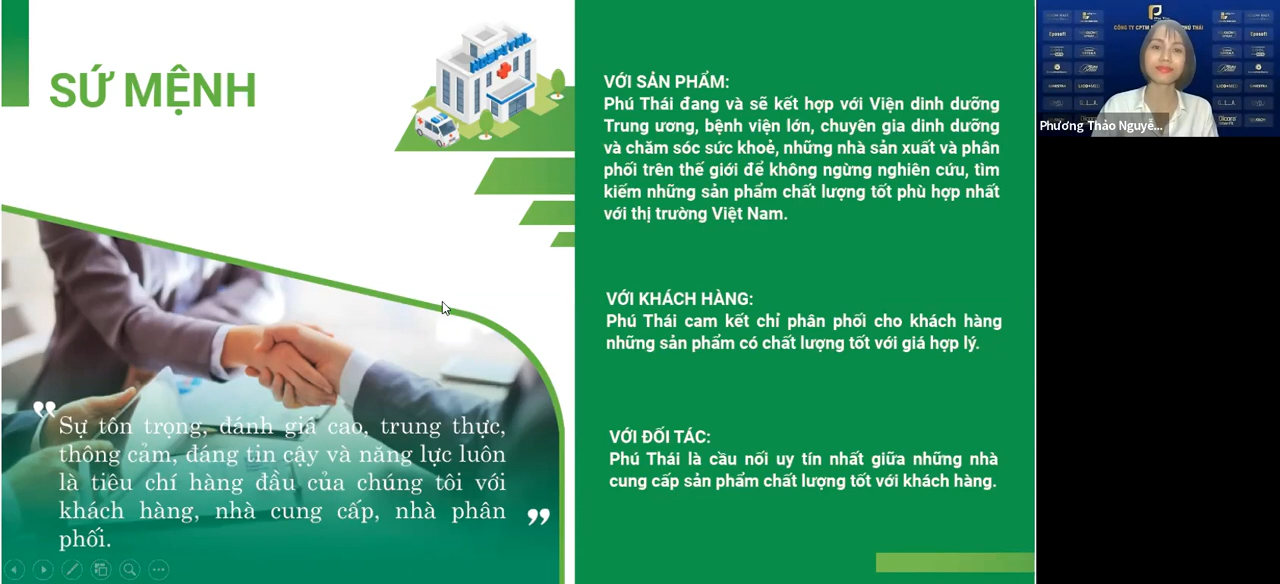 SỨ MỆNH
Sự tôn trọng, đánh giá cao, trung thực,
thông cảm, đáng tin cậy và năng lực luôn
là tiêu chí hàng đầu của chúng tôi với
khách hàng, nhà cung cấp, nhà phân
phối.
VỚI SẢN PHẨM:
Phú Thái đang và sẽ kết hợp với Viện dinh dưỡng
Trung ương, bệnh viện lớn, chuyên gia dinh dưỡng
và chăm sóc sức khoẻ, những nhà sản xuất và phân
phối trên thế giới để không ngừng nghiên cứu, tìm
kiếm những sản phẩm chất lượng tốt phù hợp nhất
với thị trường Việt Nam.
VỚI KHÁCH HÀNG:
Phú Thái cam kết chỉ phân phối cho khách hàng
những sản phẩm có chất lượng tốt với giá hợp lý.
VỚI ĐỐI TÁC:
Phú Thái là cầu nối uy tín nhất giữa những nhà
cung cấp sản phẩm chất lượng tốt với khách hàng.
CÔNG TY CPTM
Phương Thảo Nguyễ...